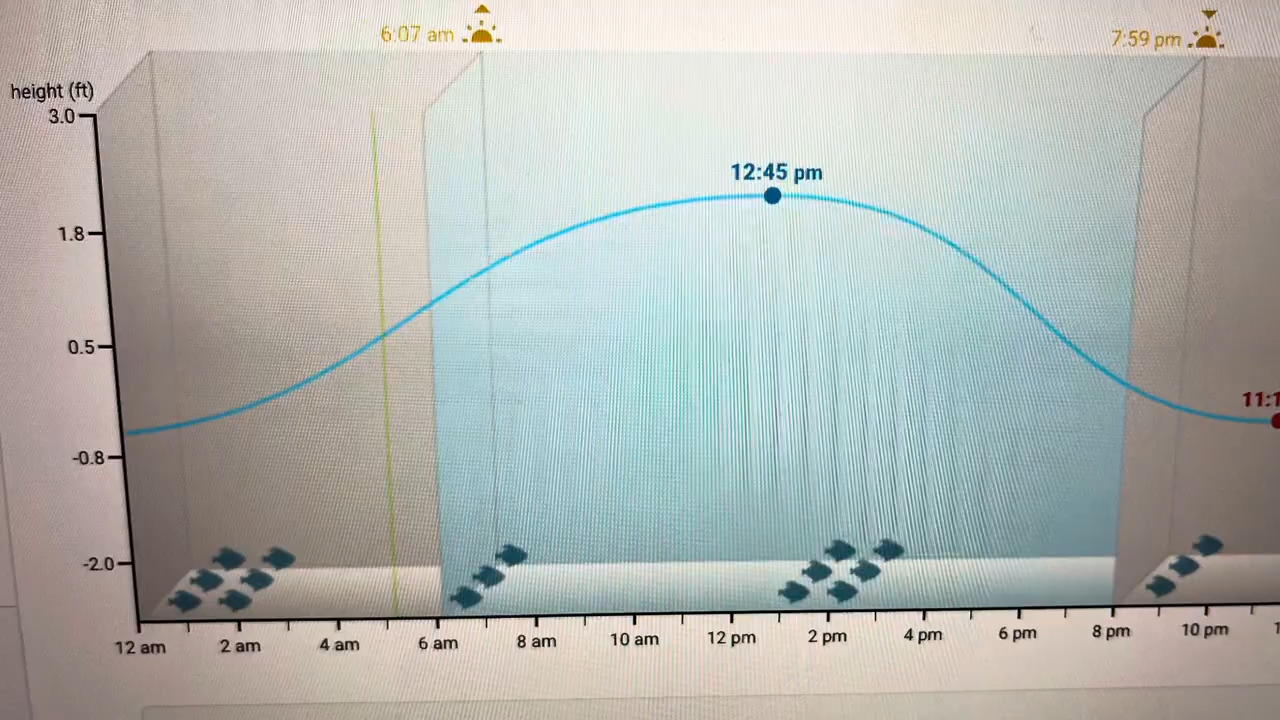 6:07 am
7:59 pm
height (ft)
3.0
12:45 pm
1.8
0.5
11:1
-0.8
-2.0
12 am 2 am 4 am 6 am 8 am 10 am 12 pm 2 pm 4 pm 6 pm 8 pm 10 pm 1